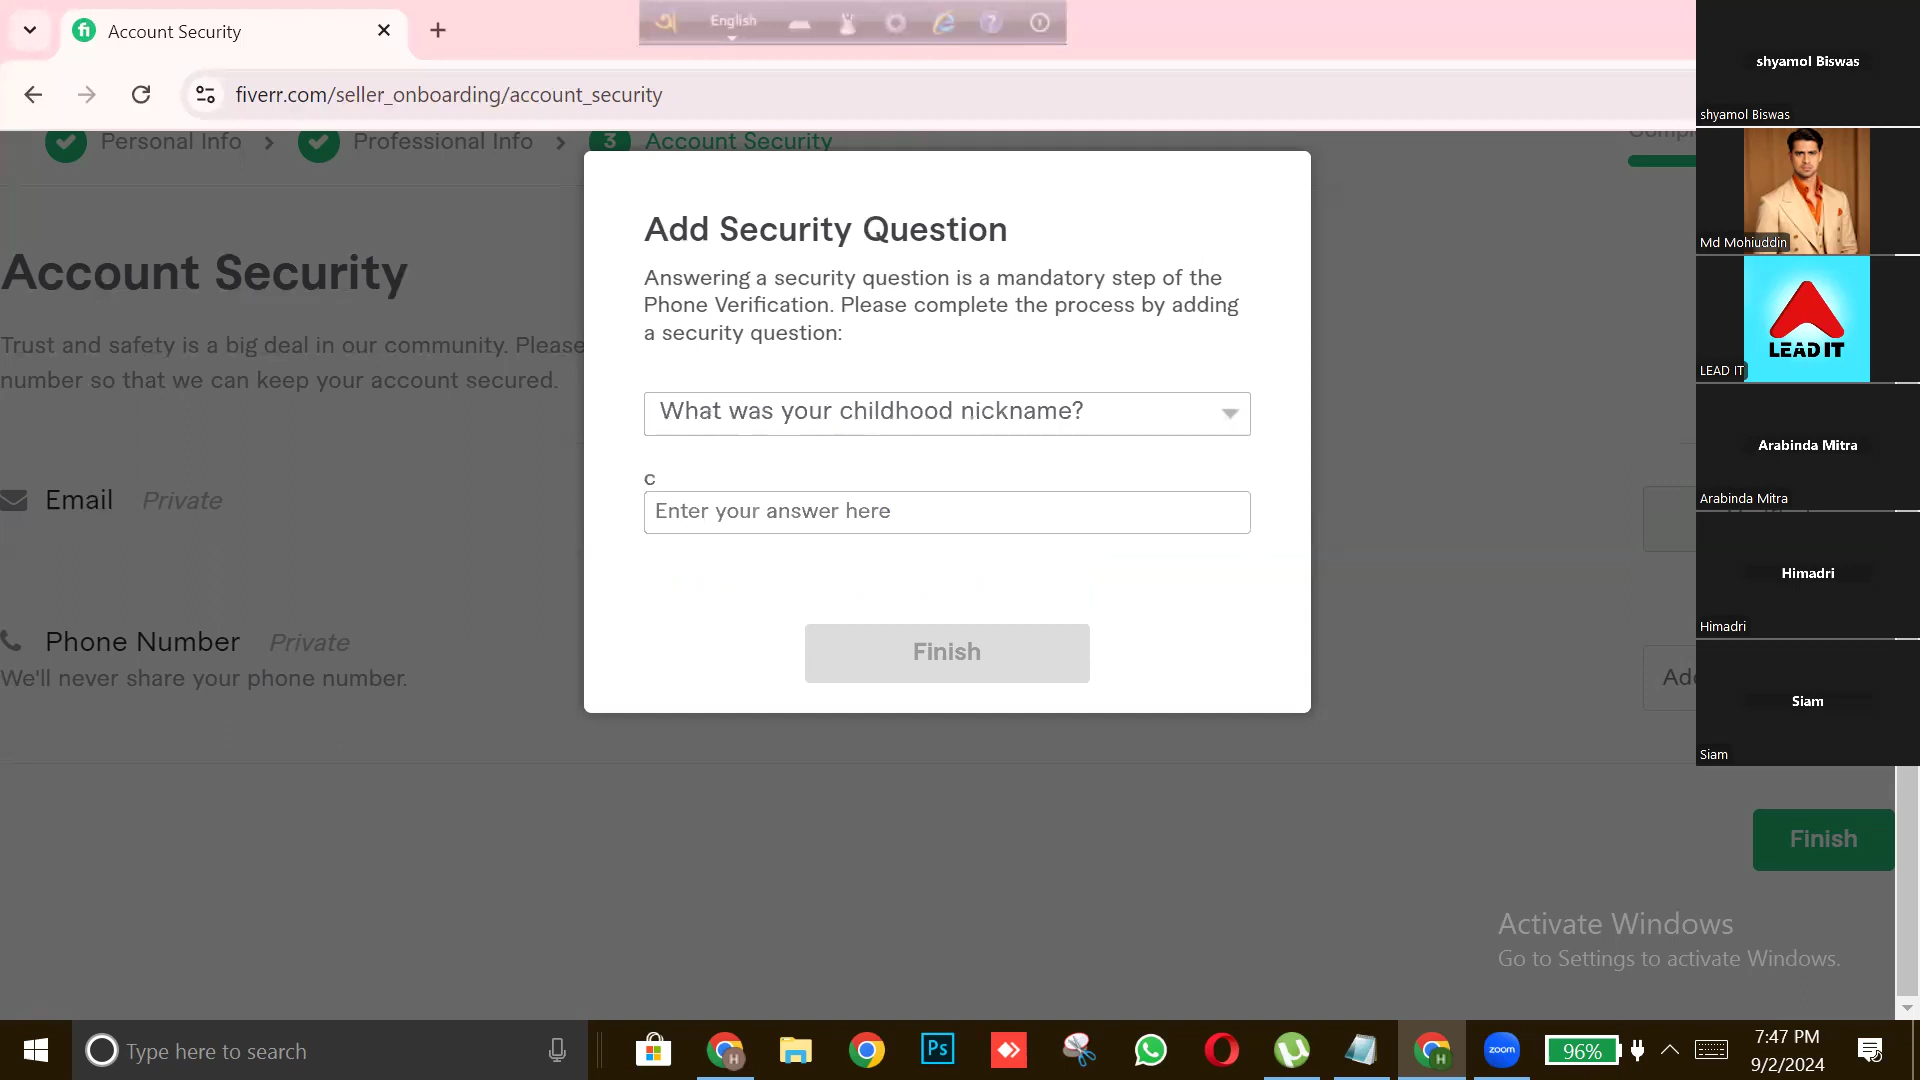 Account Security
English
fiverr.com/seller_onboarding/account_security
Personal Info
Professional Info
3
Account Security
Account Security
Trust and safety is a big deal in our community. Please
number so that we can keep your account secured.
Email
Private
Phone Number
Private
We'll never share your phone number.
Add Security Question
Answering a security question is a mandatory step of the
Phone Verification. Please complete the process by adding
a security question:
What was your childhood nickname?
C
Enter your answer here
Finish
Finish
Activate Windows
Go to Settings to activate Windows.
shyamol Biswas
shyamol Biswas
Md Mohiuddin
LEAD IT
LEAD IT
Arabinda Mitra
Arabinda Mitra
Himadri
Himadri
Siam
Siam
Type here to search
Ps
H
H
zoom
96%
7:47 PM
9/2/2024